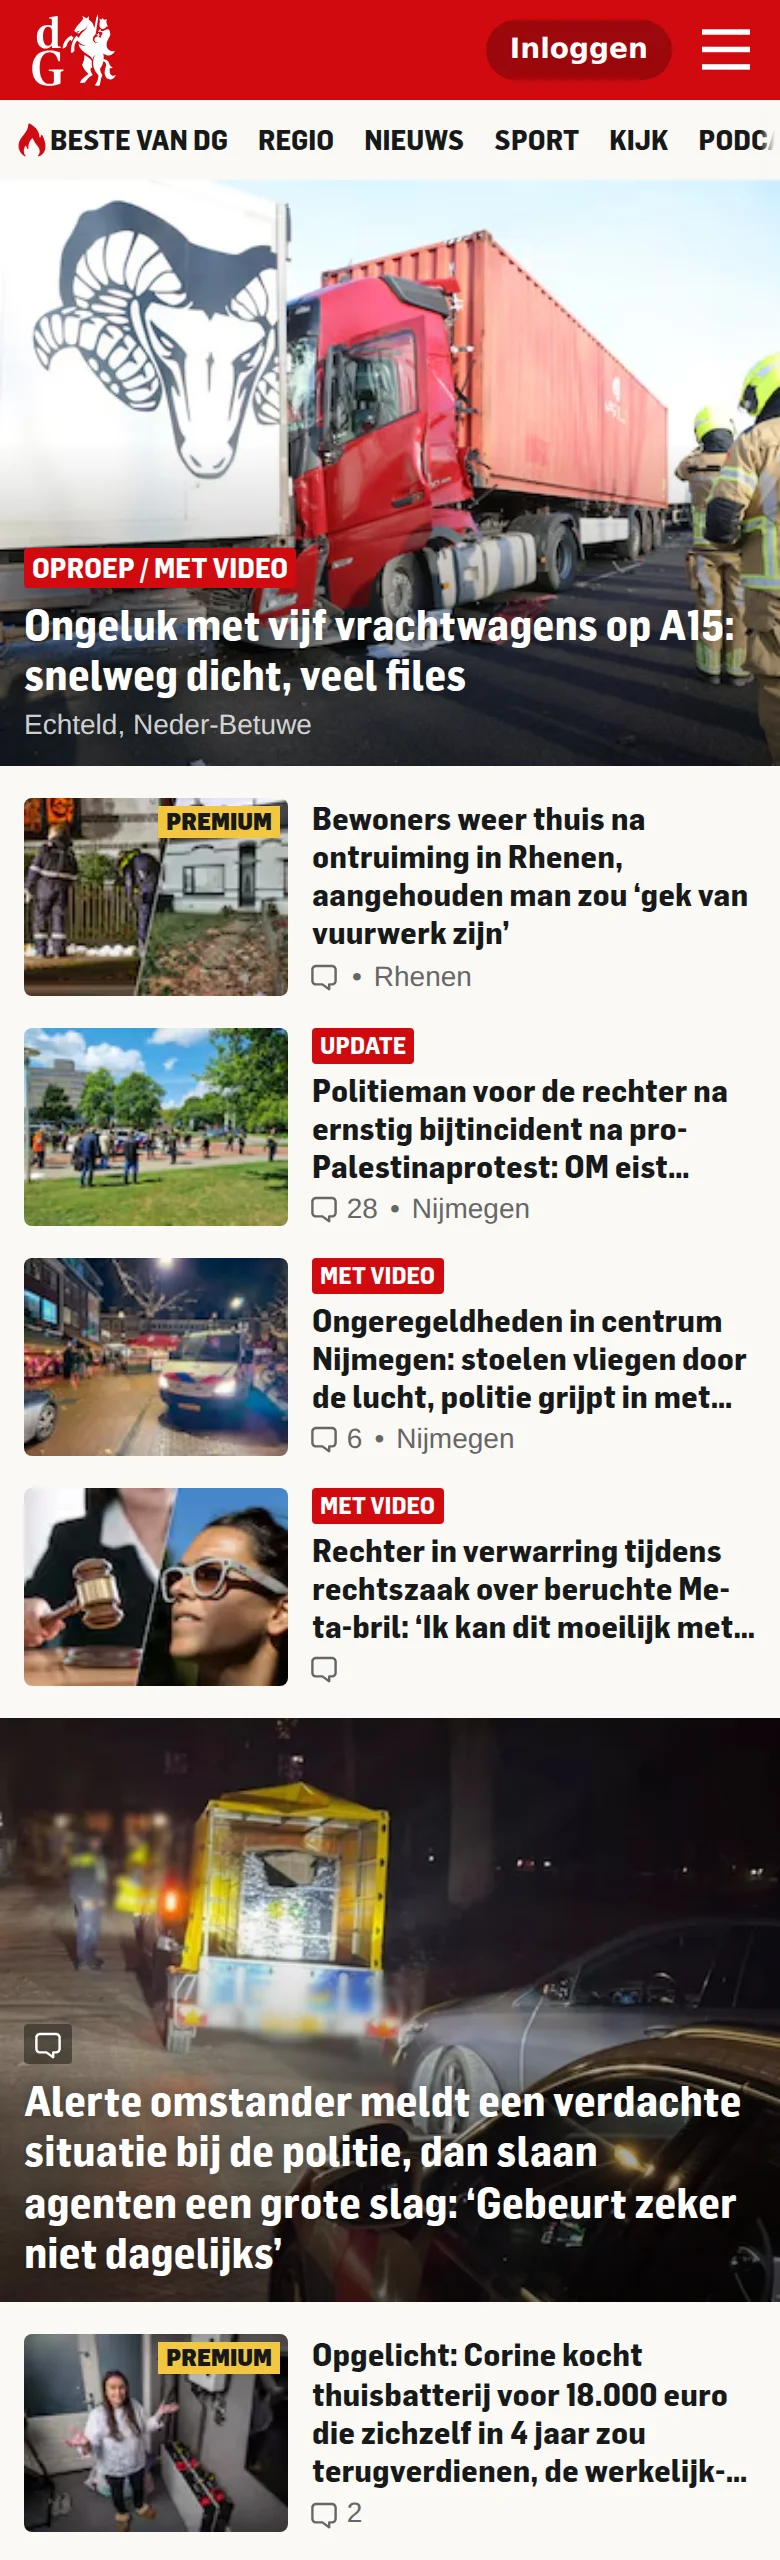 dG
Inloggen
BESTE VAN DG REGIO NIEUWS SPORT KIJK PODCA
OPROEP / MET VIDEO
Ongeluk met vijf vrachtwagens op A15:
snelweg dicht, veel files
Echteld, Neder-Betuwe
PREMIUM
Bewoners weer thuis na
ontruiming in Rhenen,
aangehouden man zou ‘gek van
vuurwerk zijn’
• Rhenen
UPDATE
Politieman voor de rechter na
ernstig bijtincident na pro-
Palestinaprotest: OM eist...
28 • Nijmegen
MET VIDEO
Ongeregeldheden in centrum
Nijmegen: stoelen vliegen door
de lucht, politie grijpt in met...
6 • Nijmegen
MET VIDEO
Rechter in verwarring tijdens
rechtszaak over beruchte Me-
ta-bril: ‘Ik kan dit moeilijk met...
Alerte omstander meldt een verdachte
situatie bij de politie, dan slaan
agenten een grote slag: ‘Gebeurt zeker
niet dagelijks’
PREMIUM
Opgelicht: Corine kocht
thuisbatterij voor 18.000 euro
die zichzelf in 4 jaar zou
terugverdienen, de werkelijk-...
2